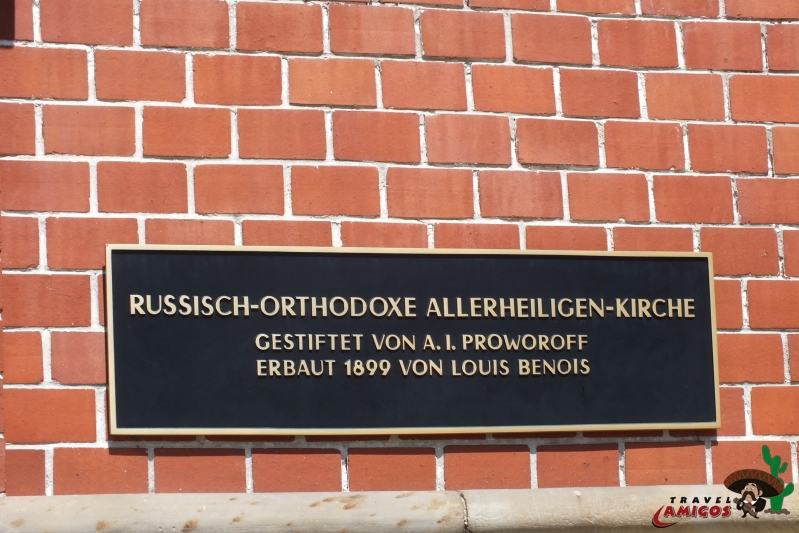 RUSSISCH-ORTHODOXE ALLERHEILIGEN-KIRCHE
GESTIFTET VON A. I. PROWOROFF
ERBAUT 1899 VON LOUIS BENOIS
TRAVEL
AMIGOS